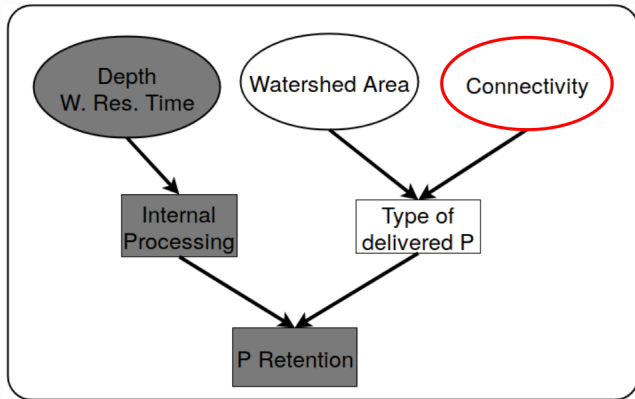 Depth
W. Res. Time
Watershed Area
Connectivity
Internal
Processing
Type of
delivered P
P Retention